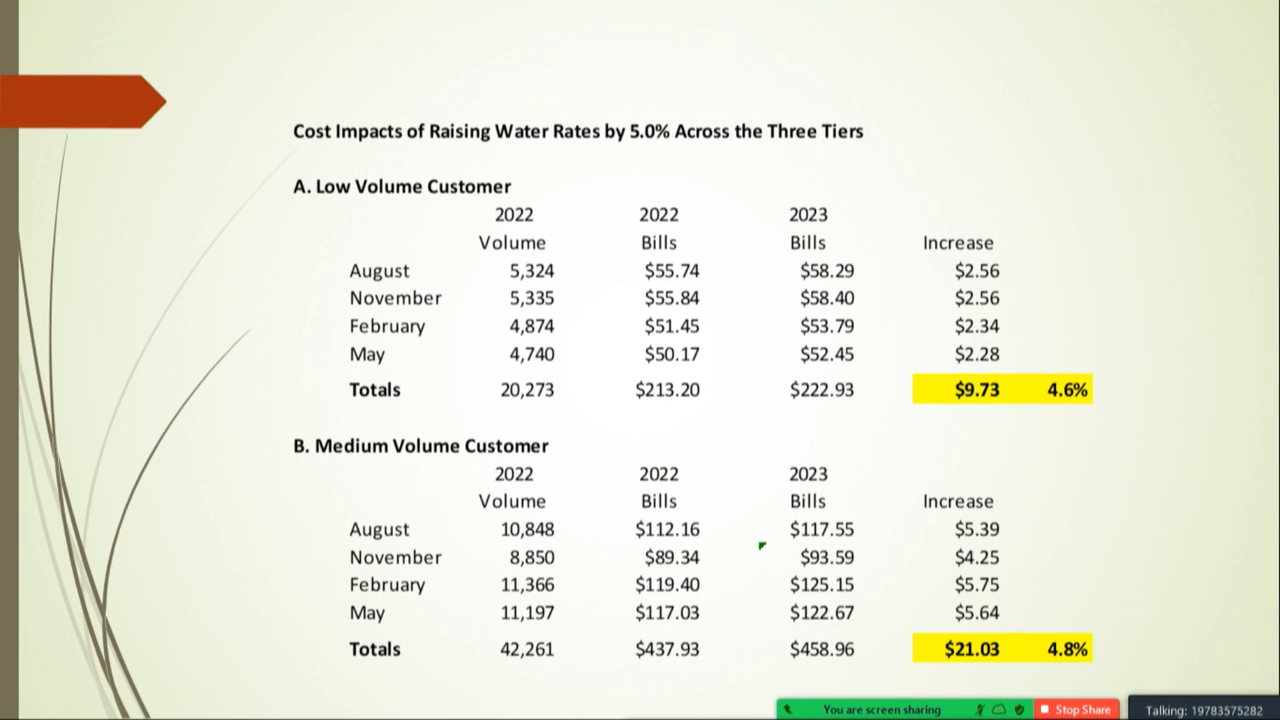 Cost Impacts of Raising Water Rates by 5.0% Across the Three Tiers
A. Low Volume Customer
2022 2022 2023
Volume Bills Bills Increase
August 5,324 $55.74 $58.29 $2.56
November 5,335 $55.84 $58.40 $2.56
February 4,874 $51.45 $53.79 $2.34
May 4,740 $50.17 $52.45 $2.28
Totals 20,273 $213.20 $222.93 $9.73 4.6%
B. Medium Volume Customer
2022 2022 2023
Volume Bills Bills Increase
August 10,848 $112.16 $117.55 $5.39
November 8,850 $89.34 $93.59 $4.25
February 11,366 $119.40 $125.15 $5.75
May 11,197 $117.03 $122.67 $5.64
Totals 42,261 $437.93 $458.96 $21.03 4.8%
You are screen sharing Stop Share Talking: 19783575282